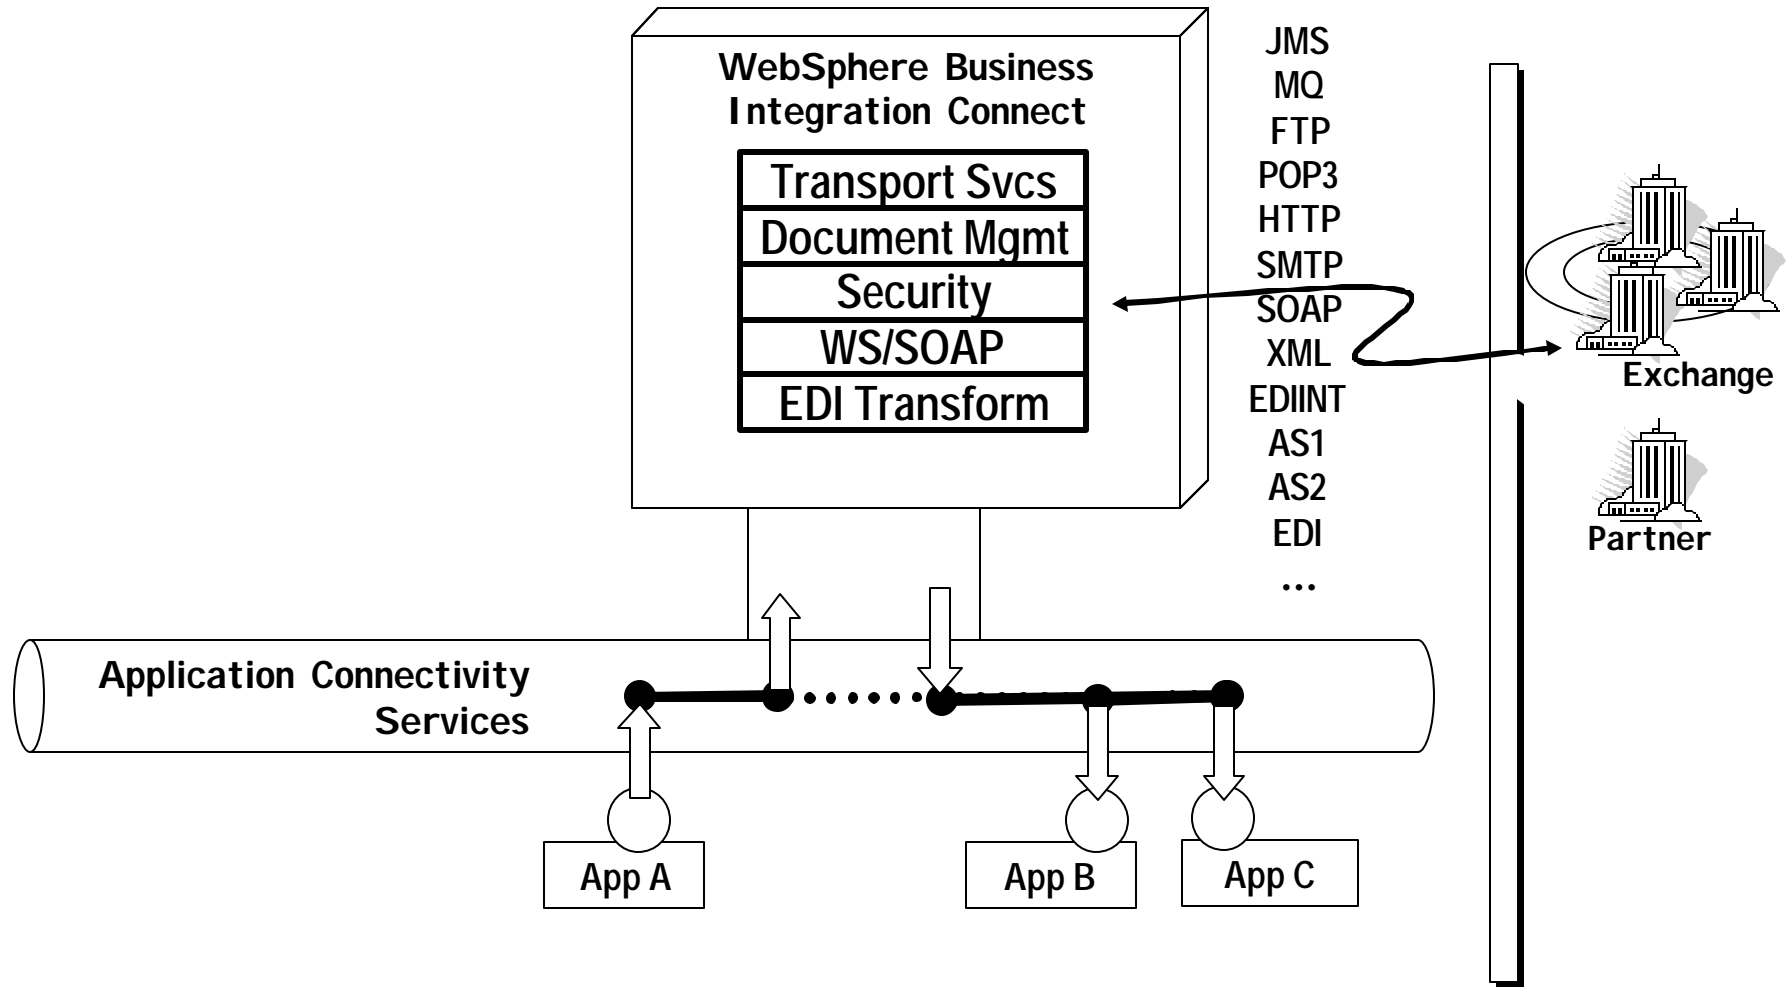 WebSphere Business
Integration Connect
Transport Svcs
Document Mgmt
Security
WS/SOAP
EDI Transform
JMS
MQ
FTP
POP3
HTTP
SMTP
SOAP
XML
EDIINT
AS1
AS2
EDI
...
Exchange
Partner
Application Connectivity
Services
App A
App B
App C